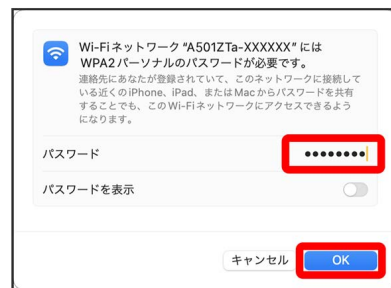 Wi-Fiネットワーク “A501ZTa-XXXXXX” には
WPA2パーソナルのパスワードが必要です。
連絡先にあなたが登録されていて、このネットワークに接続して
いる近くのiPhone、iPad、またはMacからパスワードを共有
することでも、このWi-Fiネットワークにアクセスできるよう
になります。
パスワード ••••••••
パスワードを表示
キャンセル OK